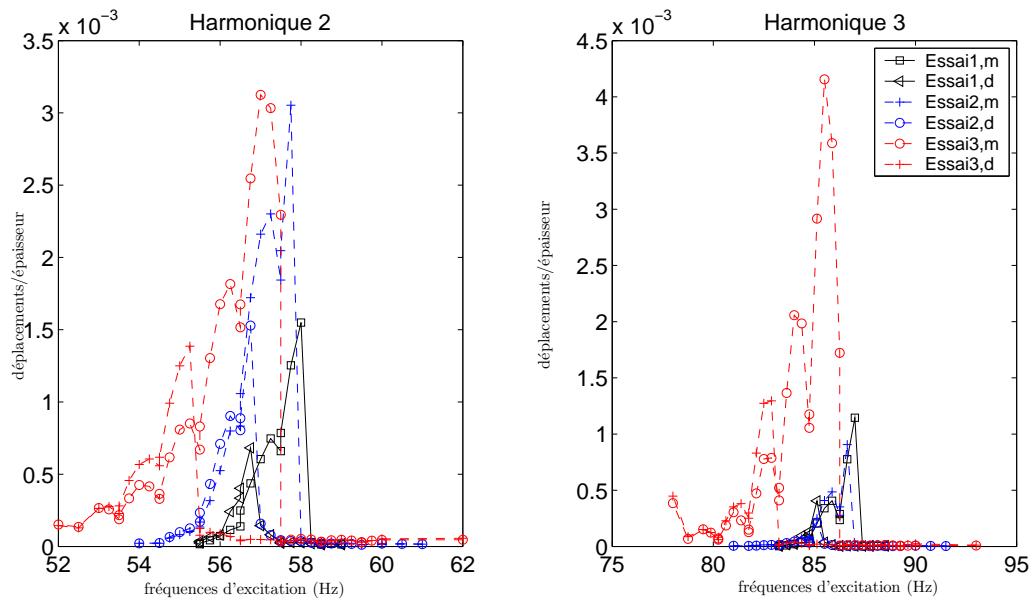 Harmonique 2
x 10⁻³
déplacements/épaisseur
3.5
3
2.5
2
1.5
1
0.5
0
52
54
56
58
60
62
fréquences d'excitation (Hz)
Harmonique 3
x 10⁻³
déplacements/épaisseur
4.5
4
3.5
3
2.5
2
1.5
1
0.5
0
75
80
85
90
95
fréquences d'excitation (Hz)
Essai1,m
Essai1,d
Essai2,m
Essai2,d
Essai3,m
Essai3,d